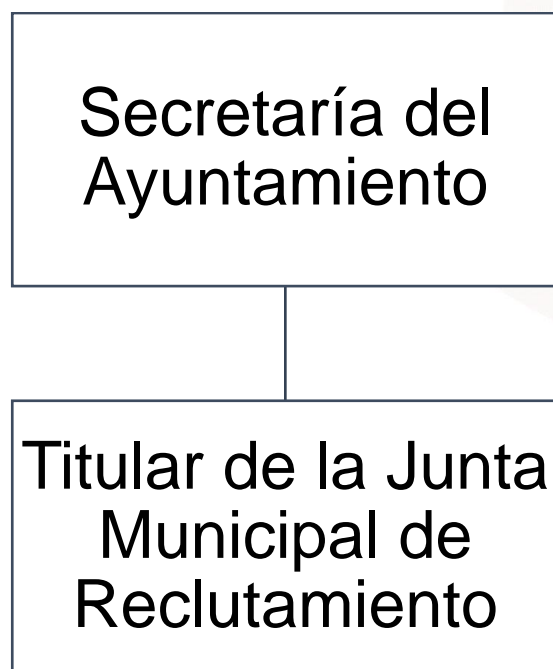 Secretaría del
Ayuntamiento
Titular de la Junta
Municipal de
Reclutamiento